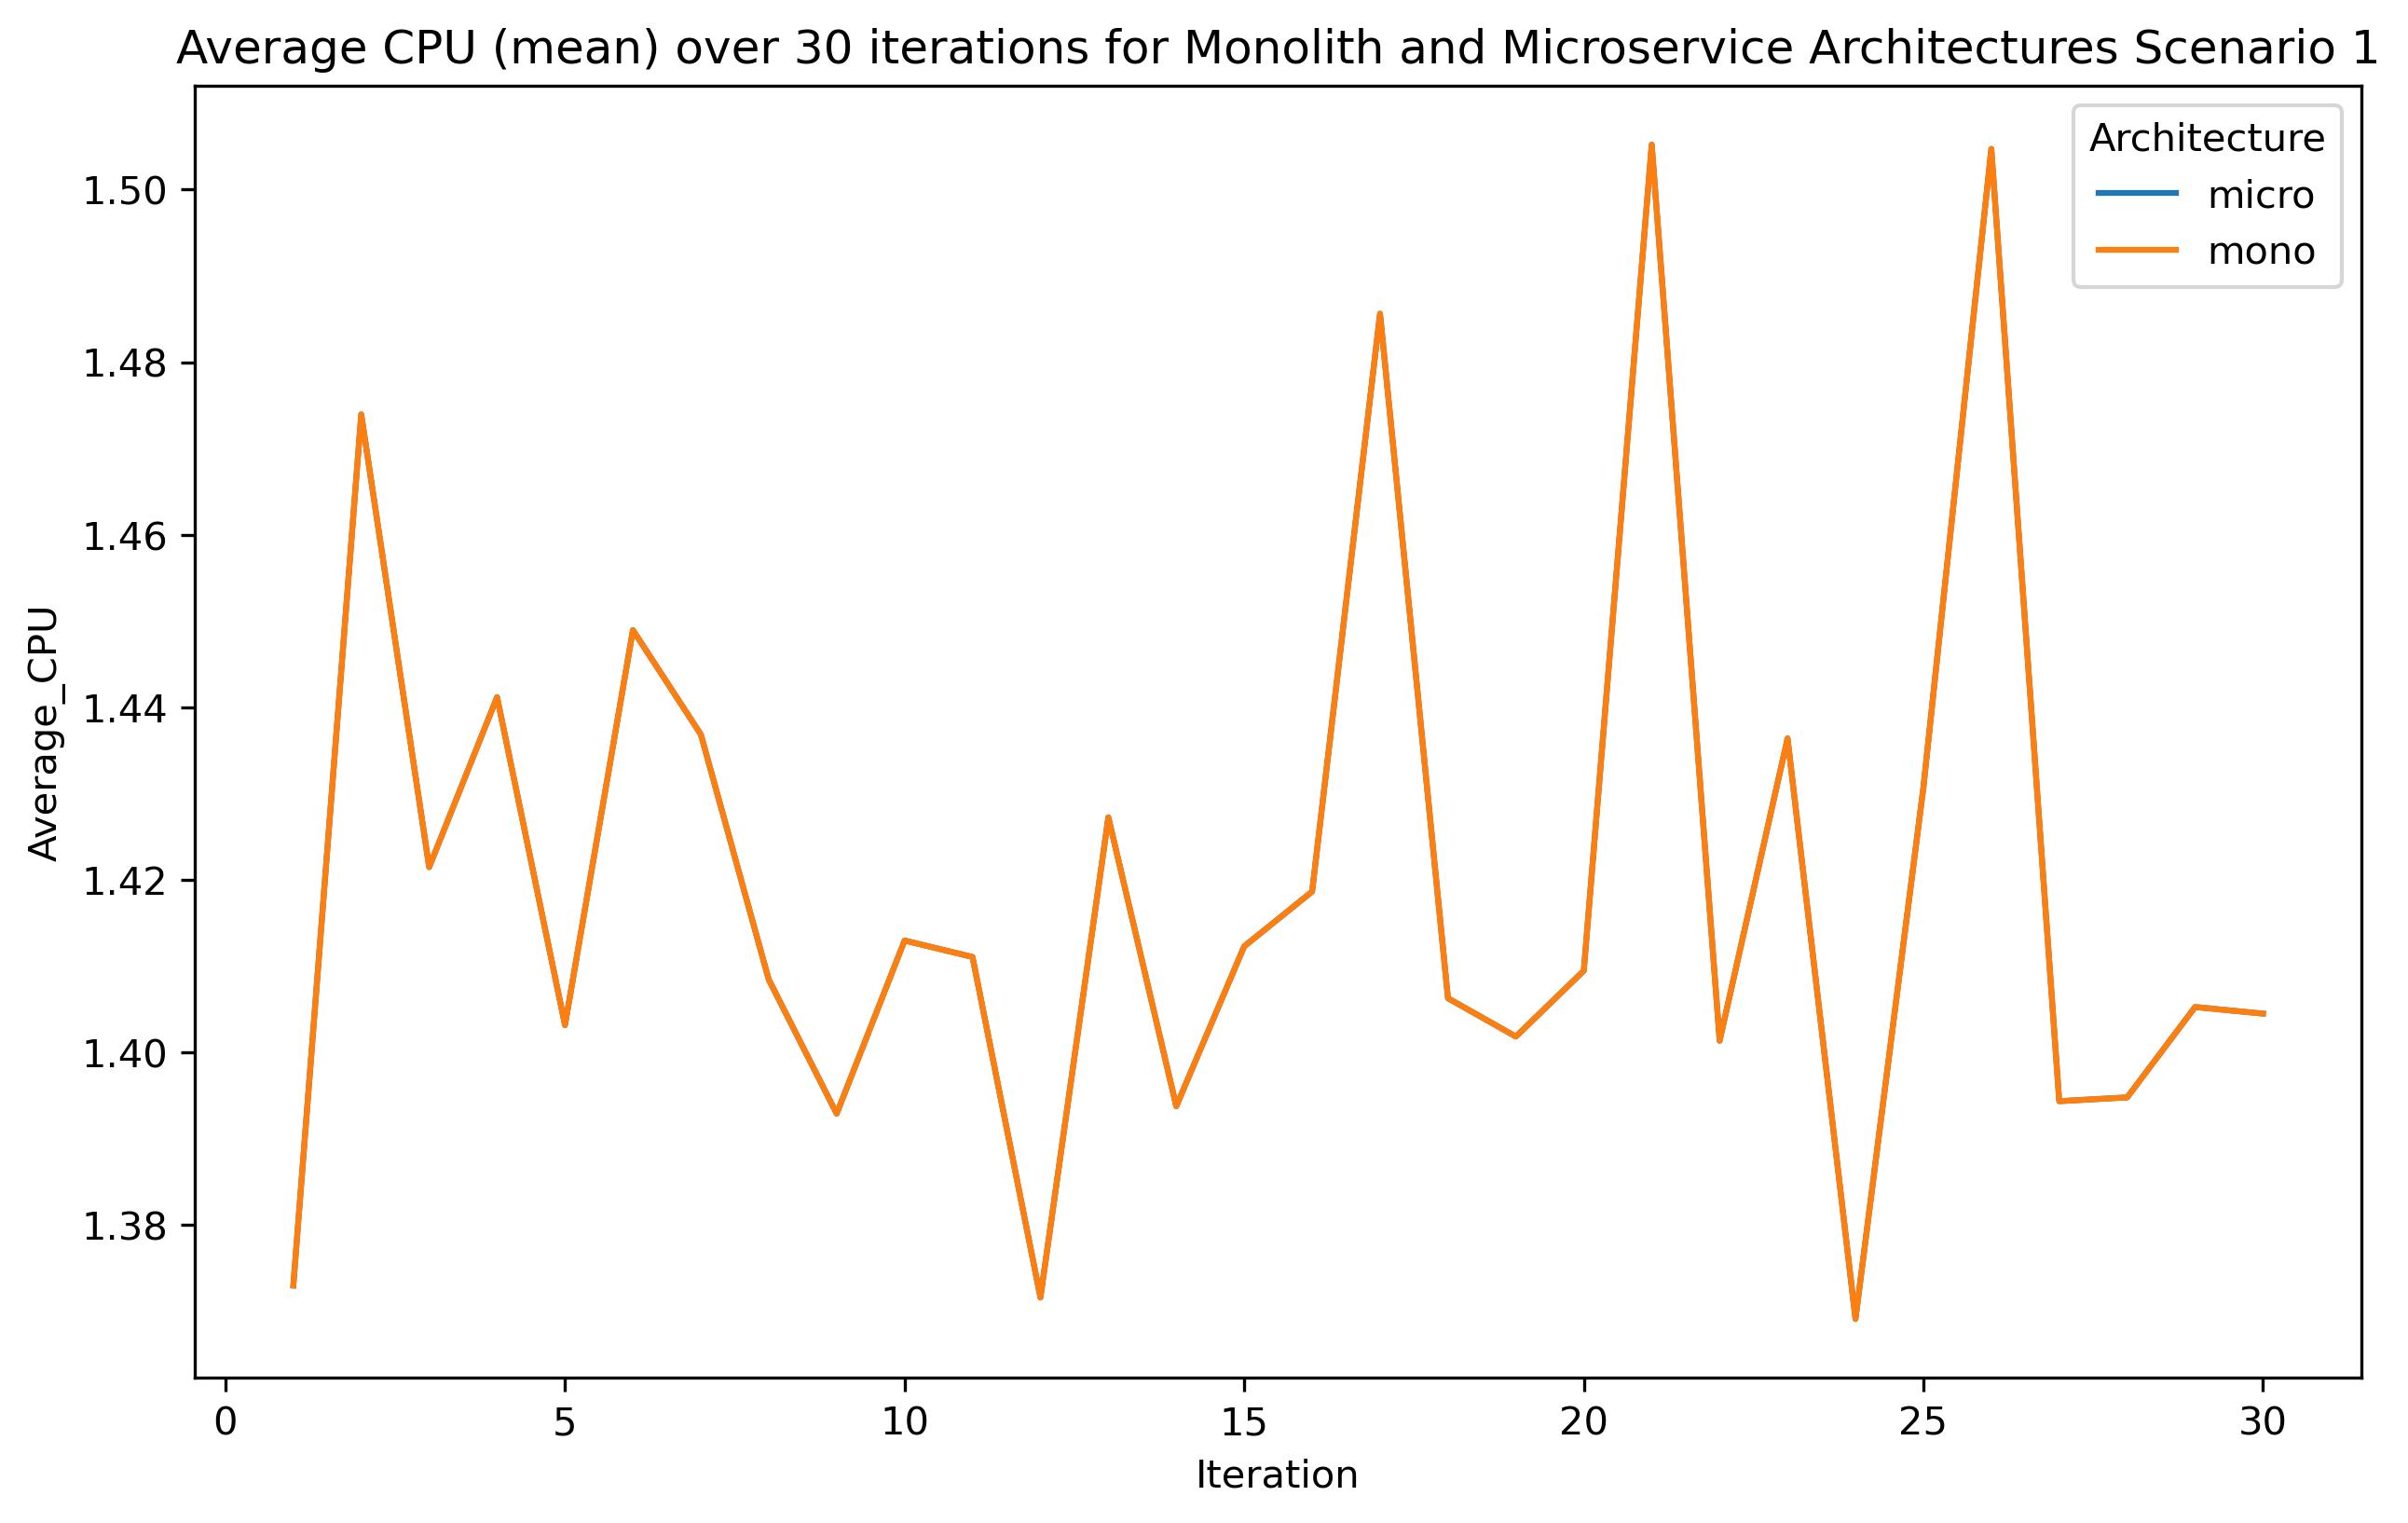 Average CPU (mean) over 30 iterations for Monolith and Microservice Architectures Scenario 1
Architecture
micro
mono
Average_CPU
1.50
1.48
1.46
1.44
1.42
1.40
1.38
0 5 10 15 20 25 30
Iteration